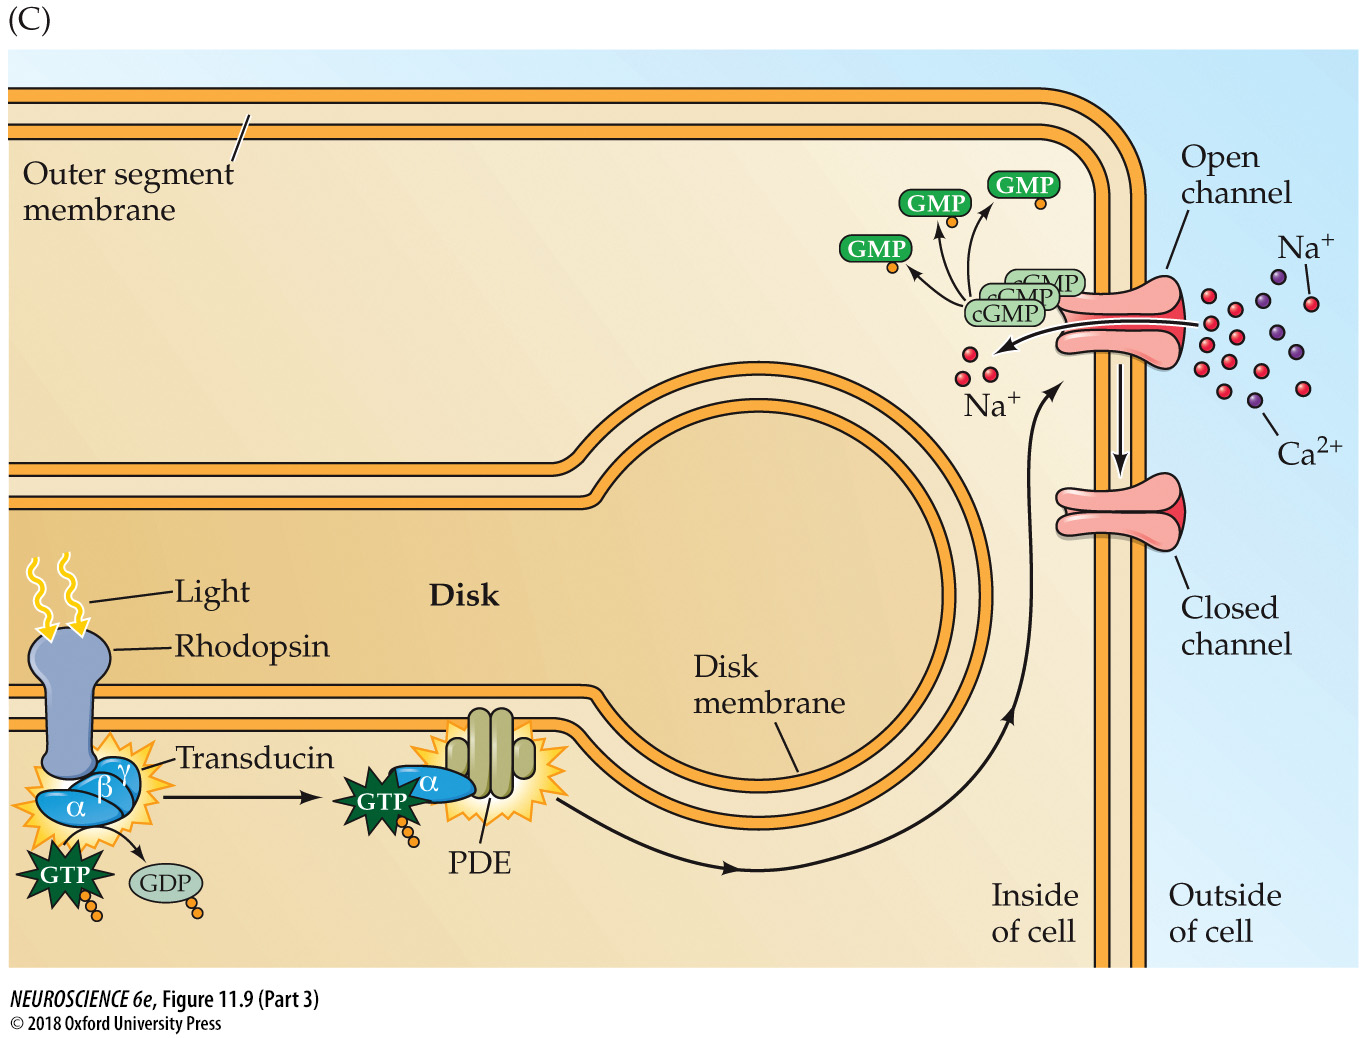 (C)
Outer segment
membrane
GMP
GMP
GMP
cGMP
cGMP
cGMP
Open
channel
Na+
Na+
Ca2+
Light
Rhodopsin
Disk
Closed
channel
Disk
membrane
Transducin
γ
β
α
α
GTP
PDE
GTP
GDP
Inside
of cell
Outside
of cell
NEUROSCIENCE 6e, Figure 11.9 (Part 3)
© 2018 Oxford University Press